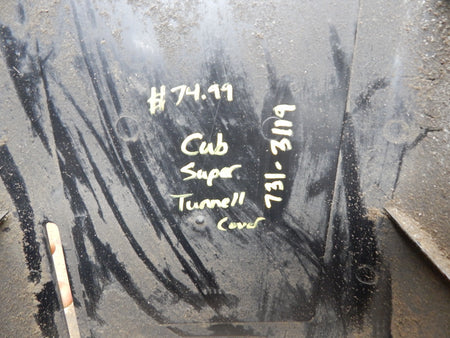 $74.99
Cub
Super
Tunnell
Cover
731-3119